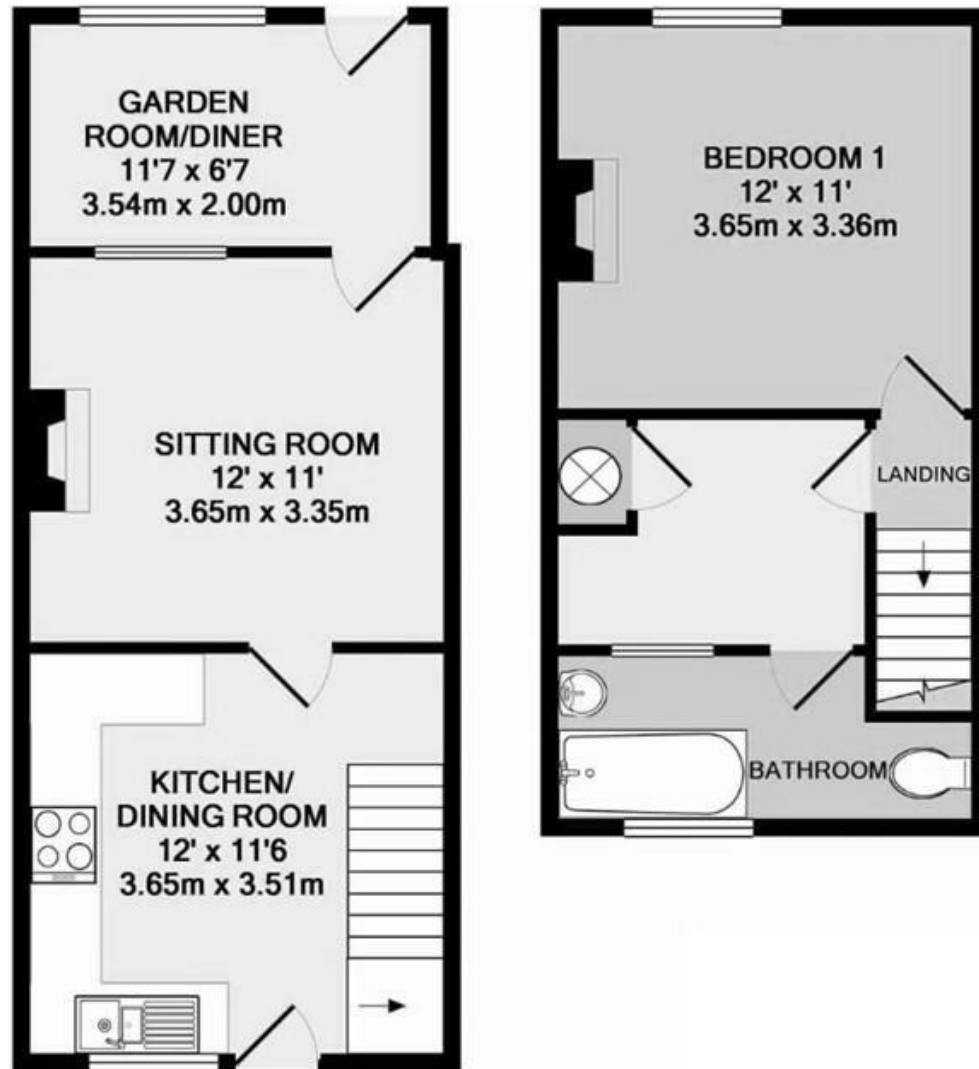 GARDEN
ROOM/DINER
11'7 x 6'7
3.54m x 2.00m
SITTING ROOM
12' x 11'
3.65m x 3.35m
KITCHEN/
DINING ROOM
12' x 11'6
3.65m x 3.51m
BEDROOM 1
12' x 11'
3.65m x 3.36m
LANDING
BATHROOM